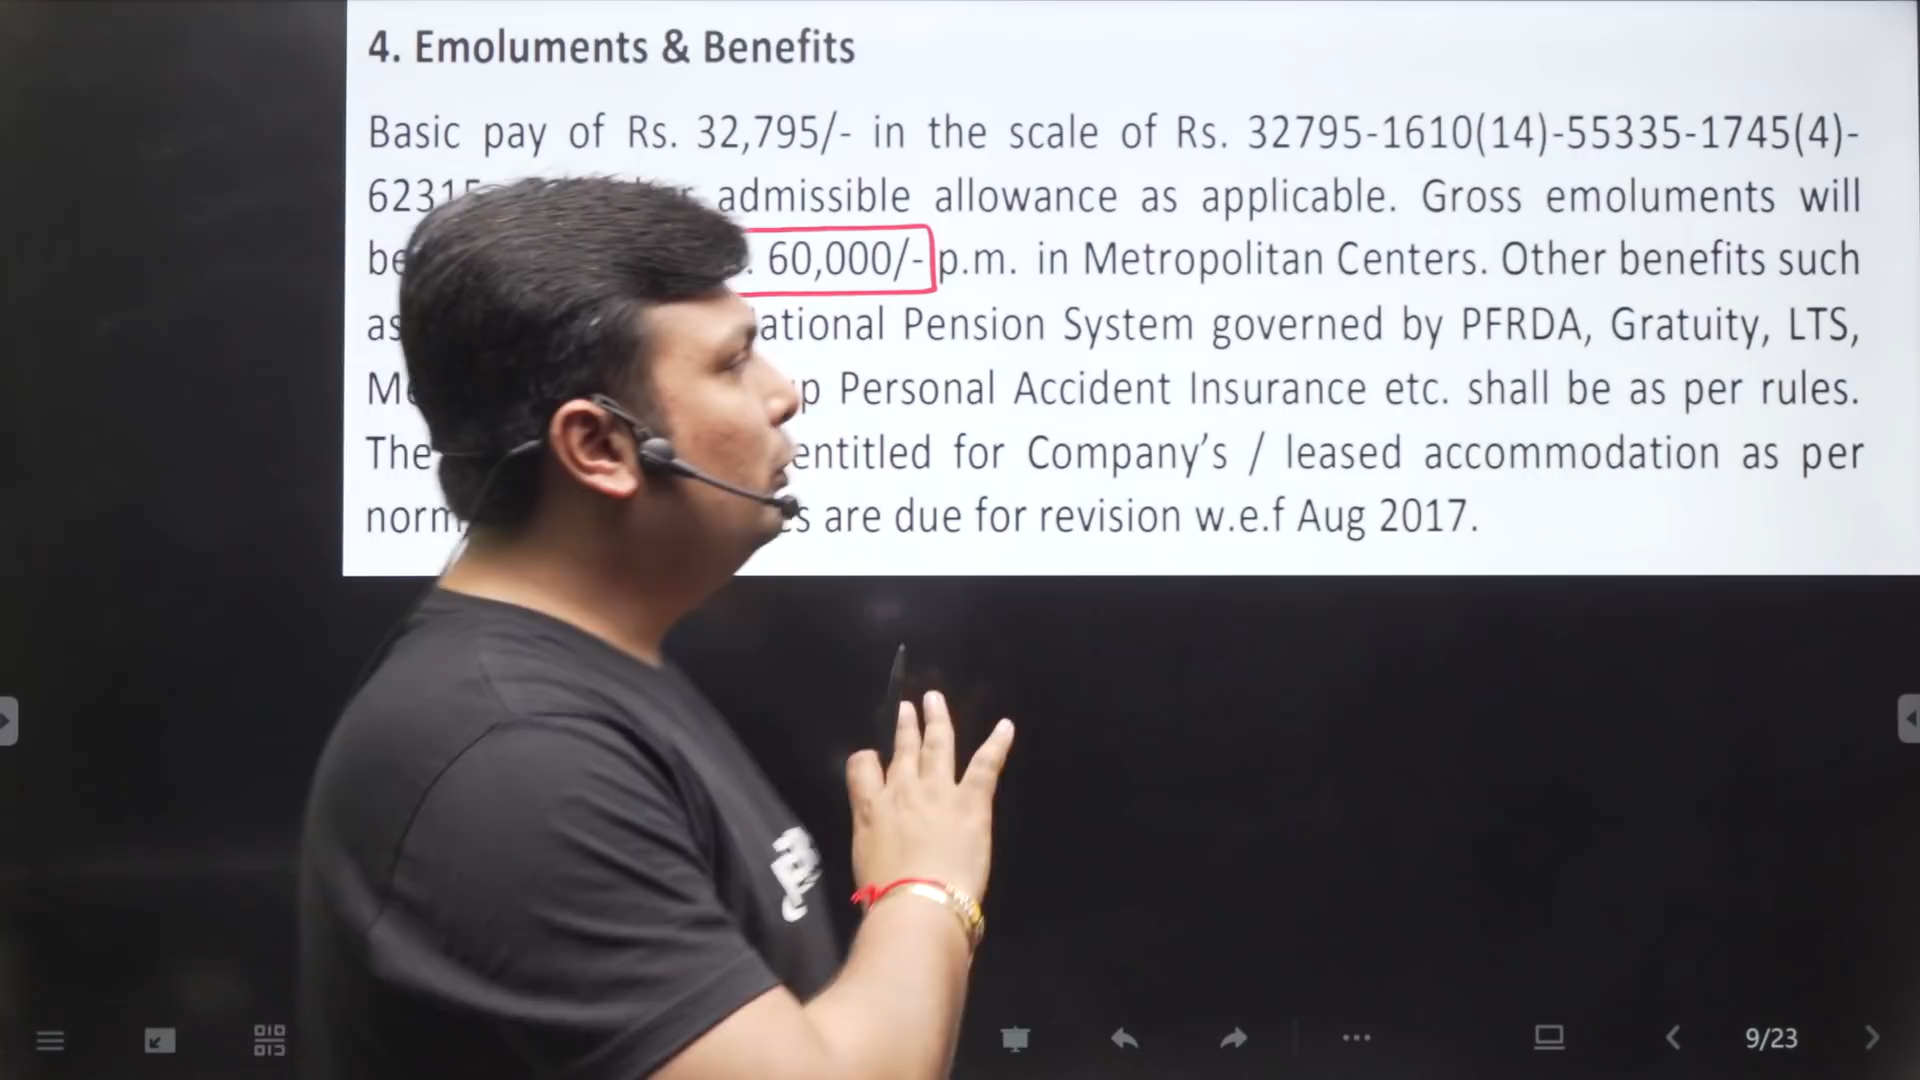 4. Emoluments & Benefits
Basic pay of Rs. 32,795/- in the scale of Rs. 32795-1610(14)-55335-1745(4)-
admissible allowance as applicable. Gross emoluments will
60,000/- p.m. in Metropolitan Centers. Other benefits such
as Pension System governed by PFRDA, Gratuity, LTS,
Personal Accident Insurance etc. shall be as per rules.
The entitled for Company's / leased accommodation as per
are due for revision w.e.f Aug 2017.
9/23